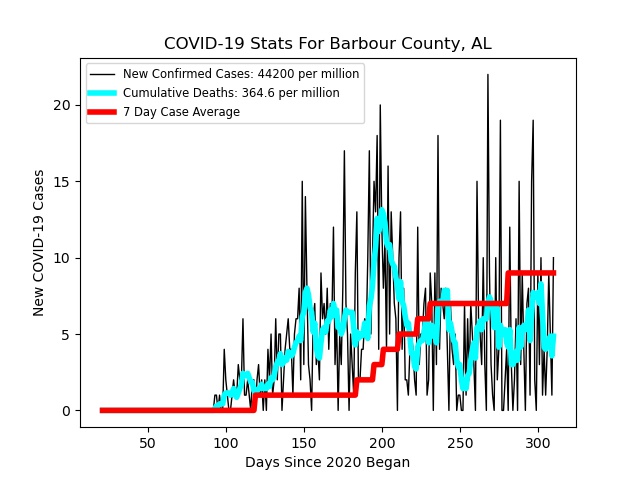 COVID-19 Stats For Barbour County, AL
New Confirmed Cases: 44200 per million
Cumulative Deaths: 364.6 per million
7 Day Case Average
New COVID-19 Cases
20
15
10
5
0
50 100 150 200 250 300
Days Since 2020 Began